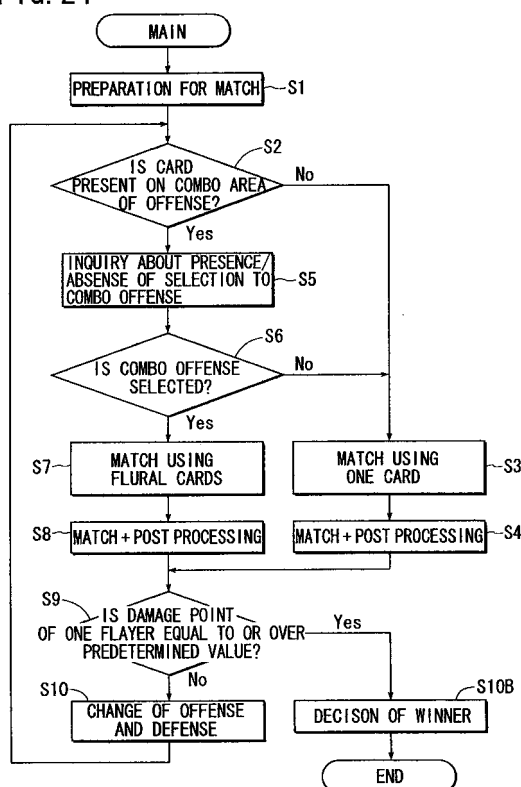 MAIN
PREPARATION FOR MATCH
S1
S2
IS CARD
PRESENT ON COMBO AREA
OF OFFENSE?
No
Yes
INQUIRY ABOUT PRESENCE/
ABSENSE OF SELECTION TO
COMBO OFFENSE
S5
S6
IS COMBO OFFENSE
SELECTED?
No
Yes
S7
MATCH USING
FLURAL CARDS
MATCH USING
ONE CARD
S3
S8
MATCH + POST PROCESSING
MATCH + POST PROCESSING
S4
S9
IS DAMAGE POINT
OF ONE FLAYER EQUAL TO OR OVER
PREDETERMINED VALUE?
Yes
No
S10
CHANGE OF OFFENSE
AND DEFENSE
S10B
DECISON OF WINNER
END